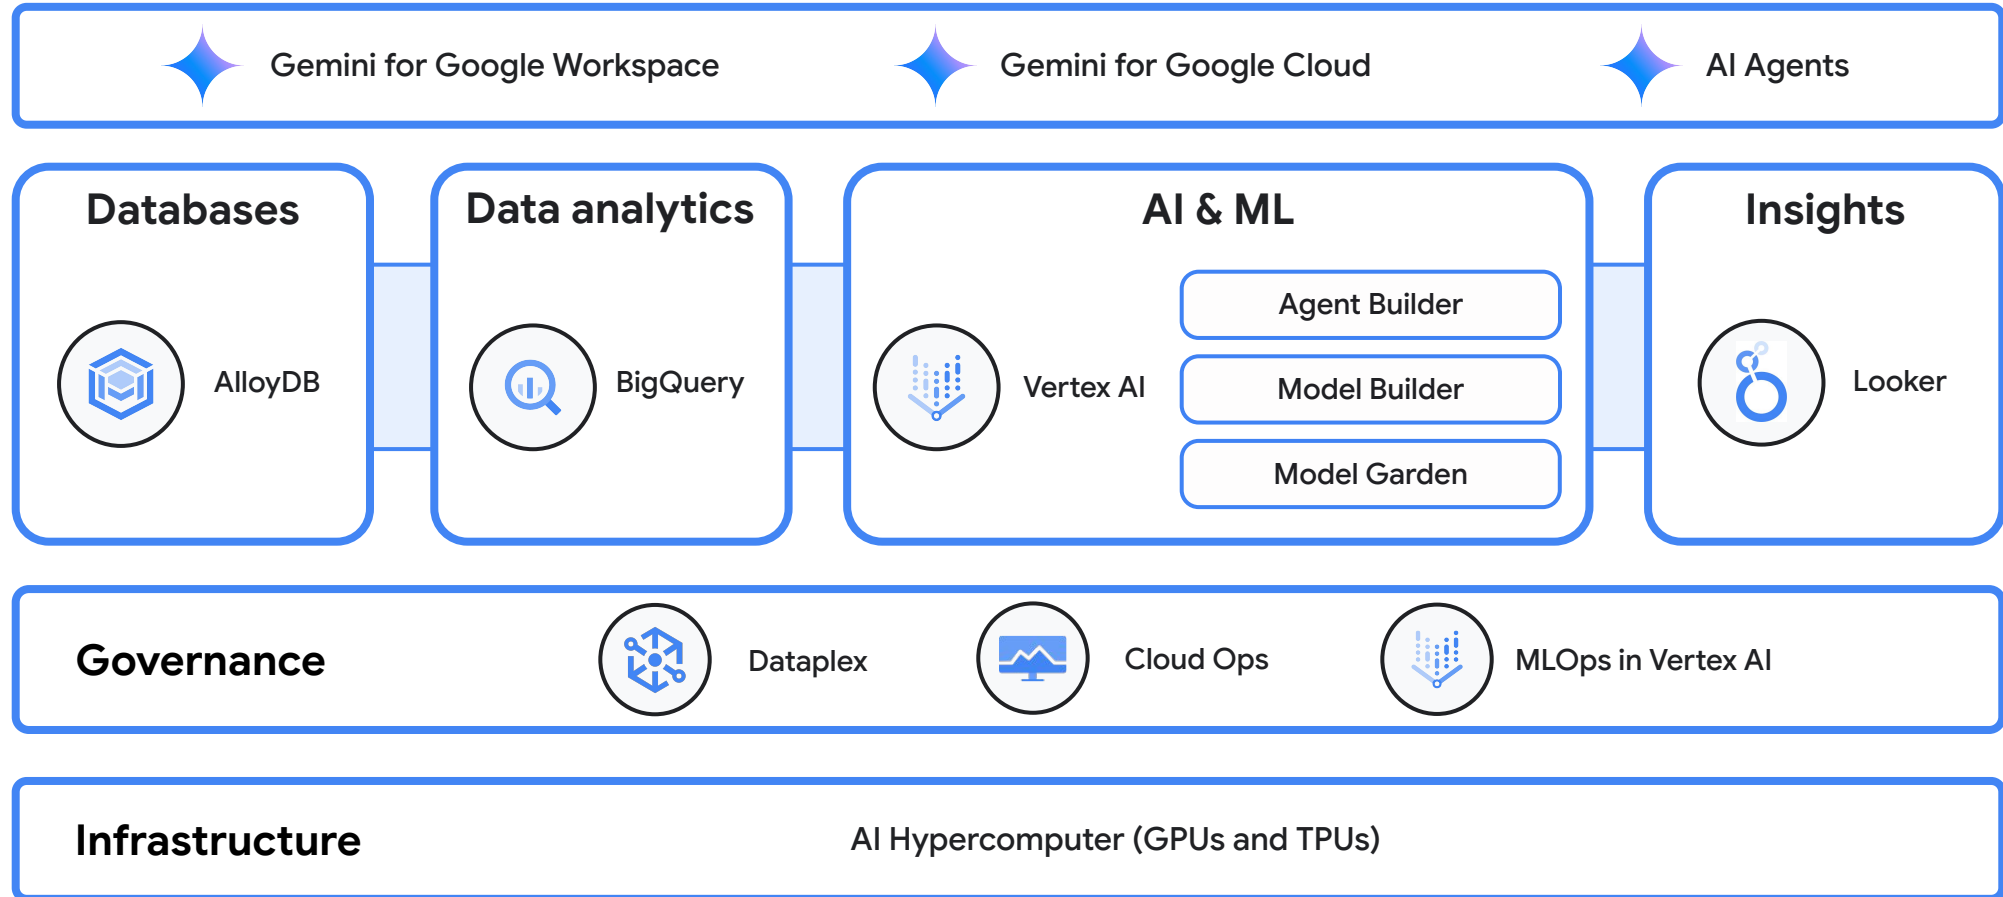 Gemini for Google Workspace
Gemini for Google Cloud
AI Agents
Databases
AlloyDB
Data analytics
BigQuery
AI & ML
Vertex AI
Agent Builder
Model Builder
Model Garden
Insights
Looker
Governance
Dataplex
Cloud Ops
MLOps in Vertex AI
Infrastructure
AI Hypercomputer (GPUs and TPUs)